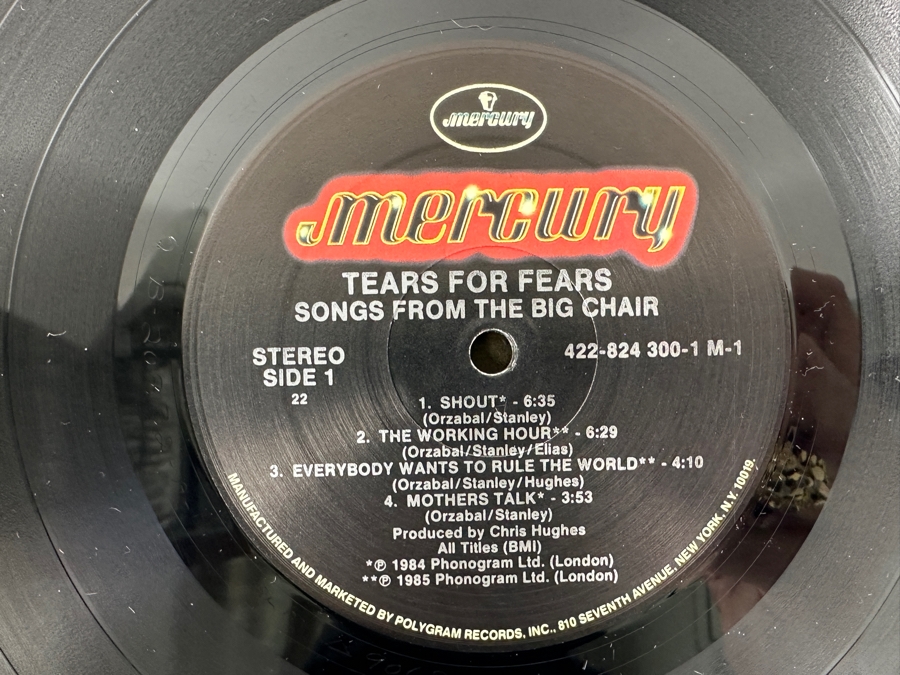 mercury
mercury
TEARS FOR FEARS
SONGS FROM THE BIG CHAIR
STEREO
SIDE 1
22
422-824 300-1 M-1
1. SHOUT* - 6:35
(Orzabal/Stanley)
2. THE WORKING HOUR** - 6:29
(Orzabal/Stanley/Elias)
3. EVERYBODY WANTS TO RULE THE WORLD** - 4:10
(Orzabal/Stanley/Hughes)
4. MOTHERS TALK* - 3:53
(Orzabal/Stanley)
Produced by Chris Hughes
All Titles (BMI)
*℗ 1984 Phonogram Ltd. (London)
**℗ 1985 Phonogram Ltd. (London)
MANUFACTURED AND MARKETED BY POLYGRAM RECORDS, INC., 810 SEVENTH AVENUE, NEW YORK, N.Y. 10019.